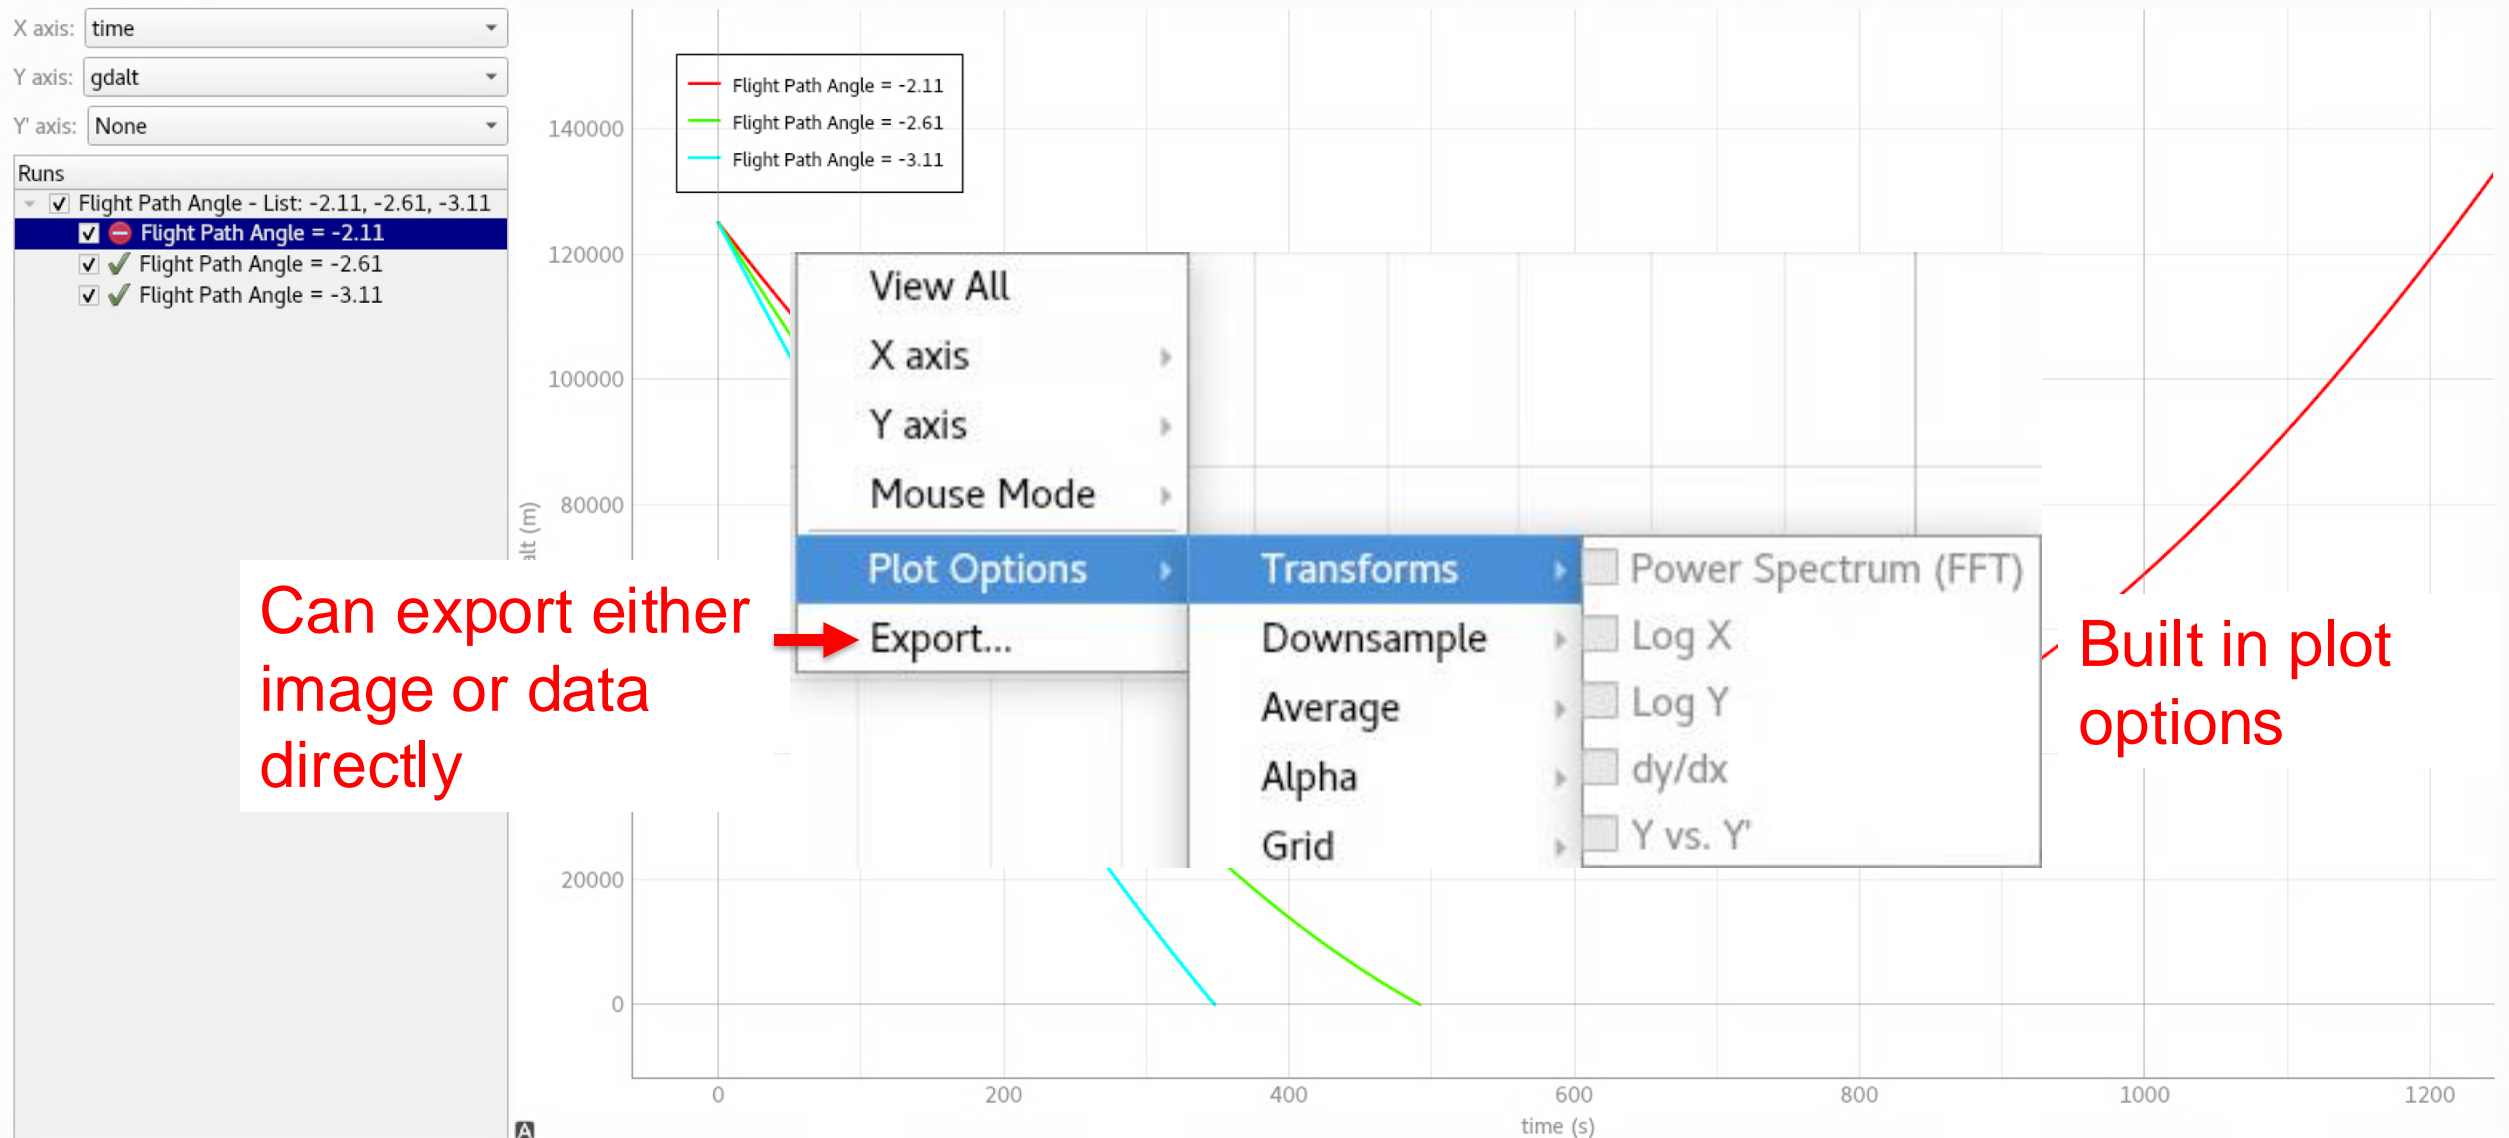 X axis: time
Y axis: gdalt
Y' axis: None
Runs
Flight Path Angle - List: -2.11, -2.61, -3.11
Flight Path Angle = -2.11
Flight Path Angle = -2.61
Flight Path Angle = -3.11
Flight Path Angle = -2.11
Flight Path Angle = -2.61
Flight Path Angle = -3.11
140000
120000
100000
80000
20000
0
alt (m)
View All
X axis
Y axis
Mouse Mode
Plot Options
Export...
Transforms
Downsample
Average
Alpha
Grid
Power Spectrum (FFT)
Log X
Log Y
dy/dx
Y vs. Y'
Can export either
image or data
directly
Built in plot
options
0
200
400
600
800
1000
1200
time (s)
A